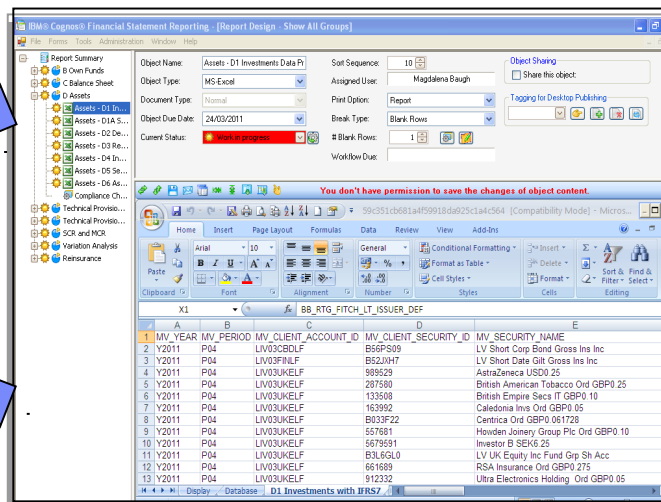 IBM® Cognos® Financial Statement Reporting - [Report Design - Show All Groups]
File Forms Tools Administration Window Help
Report Summary
B Own Funds
C Balance Sheet
D Assets
Assets - D1 In...
Assets - D1A S...
Assets - D2 De...
Assets - D3 Re...
Assets - D4 In...
Assets - D5 Se...
Assets - D6 As...
Compliance Ch...
Technical Provisio...
Technical Provisio...
SCR and MCR
Variation Analysis
Reinsurance
Object Name: Assets - D1 Investments Data Pr
Object Type: MS-Excel
Document Type: Normal
Object Due Date: 24/03/2011
Current Status: Work in progress
Sort Sequence: 10
Assigned User: Magdalena Baugh
Print Option: Report
Break Type: Blank Rows
# Blank Rows: 1
Workflow Due:
Object Sharing
Share this object:
Tagging for Desktop Publishing
You don't have permission to save the changes of object content.
59c351cb681a4f59918da925c1a4c564 [Compatibility Mode] - Micros...
Home Insert Page Layout Formulas Data Review View Add-Ins
Paste
Clipboard
Arial 10
B I U
Font
Alignment
General
Number
Conditional Formatting
Format as Table
Cell Styles
Styles
Insert
Delete
Format
Cells
Sort & Filter
Find & Select
Editing
X1 fx BB_RTG_FITCH_LT_ISSUER_DEF
A B C D E
1 MV_YEAR MV_PERIOD MV_CLIENT_ACCOUNT_ID MV_CLIENT_SECURITY_ID MV_SECURITY_NAME
2 Y2011 P04 LIV03CBDLF B56PS09 LV Short Corp Bond Gross Ins Inc
3 Y2011 P04 LIV03FINLF B52JXH7 LV Short Date Gilt Gross Ins Inc
4 Y2011 P04 LIV03UKELF 989529 AstraZeneca USD0.25
5 Y2011 P04 LIV03UKELF 287580 British American Tobacco Ord GBP0.25
6 Y2011 P04 LIV03UKELF 133508 British Empire Secs IT GBP0.10
7 Y2011 P04 LIV03UKELF 163992 Caledonia Invs Ord GBP0.05
8 Y2011 P04 LIV03UKELF B033F22 Centrica Ord GBP0.061728
9 Y2011 P04 LIV03UKELF 557681 Howden Joinery Group Plc Ord GBP0.10
10 Y2011 P04 LIV03UKELF 5679591 Investor B SEK6.25
11 Y2011 P04 LIV03UKELF B3L6GL0 LV UK Equity Inc Fund Grp Sh Acc
12 Y2011 P04 LIV03UKELF 661689 RSA Insurance Ord GBP0.275
13 Y2011 P04 LIV03UKELF 912332 Ultra Electronics Holding Ord GBP0.05
Display Database D1 Investments with IFRS7